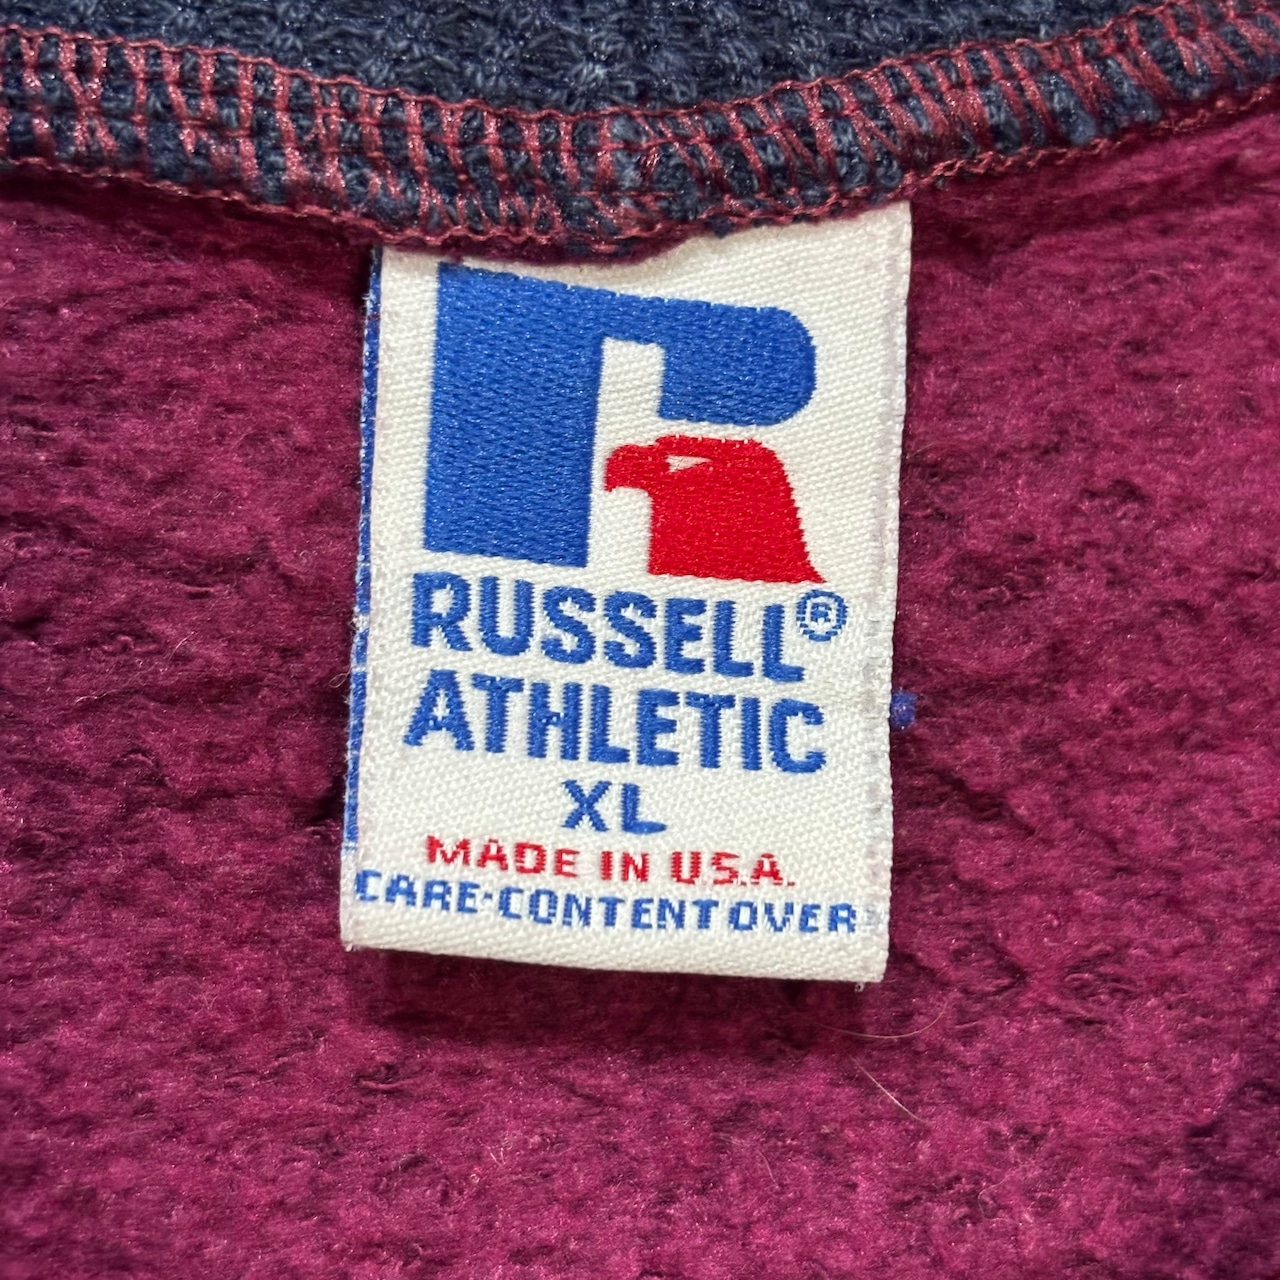 RUSSELL®
ATHLETIC
XL
MADE IN U.S.A.
CARE·CONTENT OVER